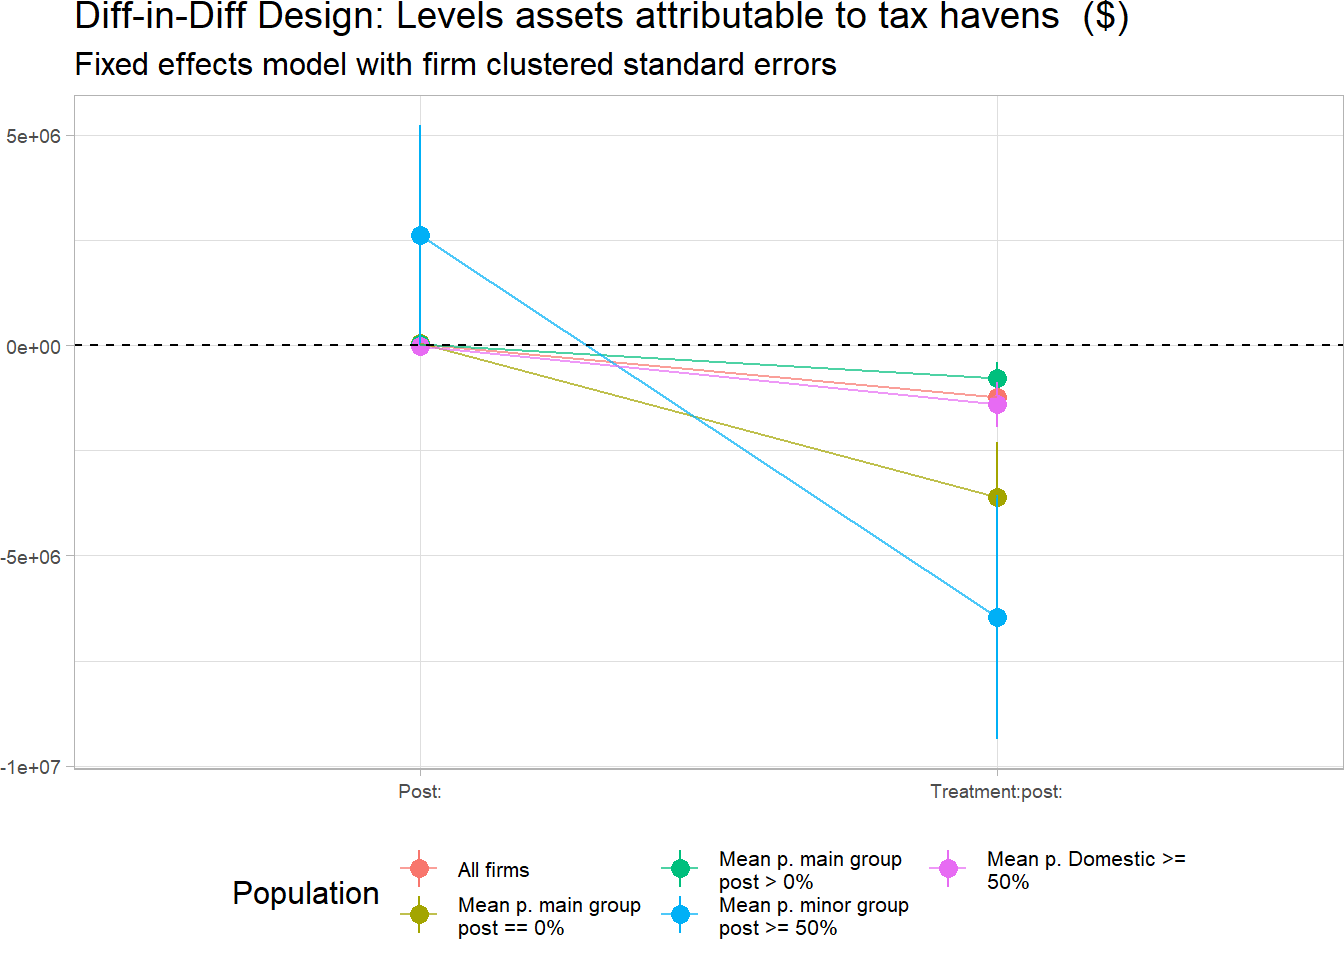 Diff-in-Diff Design: Levels assets attributable to tax havens  ($)
Fixed effects model with firm clustered standard errors
5e+06
0e+00
-5e+06
-1e+07
Post:
Treatment:post:
Population
All firms
Mean p. main group
post == 0%
Mean p. main group
post > 0%
Mean p. minor group
post >= 50%
Mean p. Domestic >=
50%